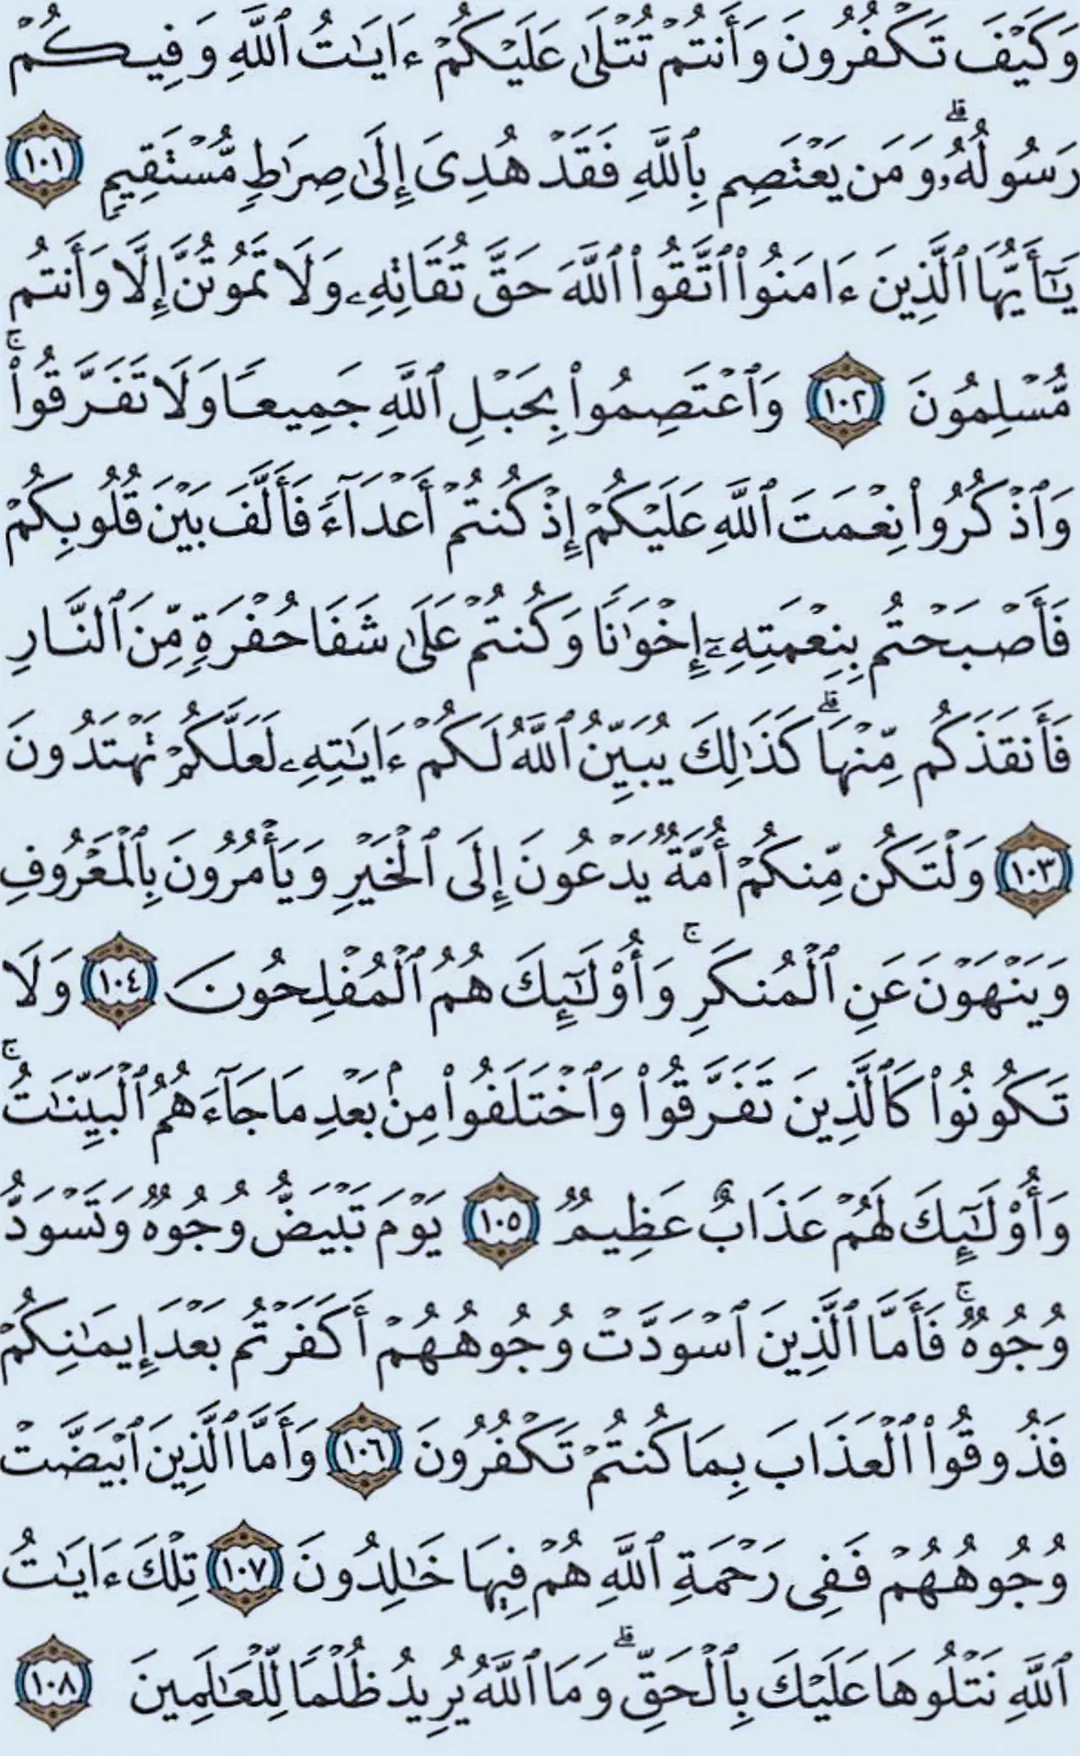 وَكَيْفَ تَكْفُرُونَ وَأَنتُمْ تُتْلَىٰ عَلَيْكُمْ ءَايَـٰتُ ٱللَّهِ وَفِيكُمْ
رَسُولُهُۥ ۗ وَمَن يَعْتَصِم بِٱللَّهِ فَقَدْ هُدِىَ إِلَىٰ صِرَٰطٍ مُّسْتَقِيمٍ ١٠١
يَـٰٓأَيُّهَا ٱلَّذِينَ ءَامَنُوا۟ ٱتَّقُوا۟ ٱللَّهَ حَقَّ تُقَاتِهِۦ وَلَا تَمُوتُنَّ إِلَّا وَأَنتُم
مُّسْلِمُونَ ١٠٢ وَٱعْتَصِمُوا۟ بِحَبْلِ ٱللَّهِ جَمِيعًا وَلَا تَفَرَّقُوا۟ ۚ
وَٱذْكُرُوا۟ نِعْمَتَ ٱللَّهِ عَلَيْكُمْ إِذْ كُنتُمْ أَعْدَآءً فَأَلَّفَ بَيْنَ قُلُوبِكُمْ
فَأَصْبَحْتُم بِنِعْمَتِهِۦٓ إِخْوَٰنًا وَكُنتُمْ عَلَىٰ شَفَا حُفْرَةٍ مِّنَ ٱلنَّارِ
فَأَنقَذَكُم مِّنْهَا ۗ كَذَٰلِكَ يُبَيِّنُ ٱللَّهُ لَكُمْ ءَايَـٰتِهِۦ لَعَلَّكُمْ تَهْتَدُونَ
١٠٣ وَلْتَكُن مِّنكُمْ أُمَّةٌ يَدْعُونَ إِلَى ٱلْخَيْرِ وَيَأْمُرُونَ بِٱلْمَعْرُوفِ
وَيَنْهَوْنَ عَنِ ٱلْمُنكَرِ ۚ وَأُو۟لَـٰٓئِكَ هُمُ ٱلْمُفْلِحُونَ ١٠٤ وَلَا
تَكُونُوا۟ كَٱلَّذِينَ تَفَرَّقُوا۟ وَٱخْتَلَفُوا۟ مِنۢ بَعْدِ مَا جَآءَهُمُ ٱلْبَيِّنَـٰتُ ۚ
وَأُو۟لَـٰٓئِكَ لَهُمْ عَذَابٌ عَظِيمٌ ١٠٥ يَوْمَ تَبْيَضُّ وُجُوهٌ وَتَسْوَدُّ
وُجُوهٌ ۚ فَأَمَّا ٱلَّذِينَ ٱسْوَدَّتْ وُجُوهُهُمْ أَكَفَرْتُم بَعْدَ إِيمَـٰنِكُمْ
فَذُوقُوا۟ ٱلْعَذَابَ بِمَا كُنتُمْ تَكْفُرُونَ ١٠٦ وَأَمَّا ٱلَّذِينَ ٱبْيَضَّتْ
وُجُوهُهُمْ فَفِى رَحْمَةِ ٱللَّهِ هُمْ فِيهَا خَـٰلِدُونَ ١٠٧ تِلْكَ ءَايَـٰتُ
ٱللَّهِ نَتْلُوهَا عَلَيْكَ بِٱلْحَقِّ ۗ وَمَا ٱللَّهُ يُرِيدُ ظُلْمًا لِّلْعَـٰلَمِينَ ١٠٨